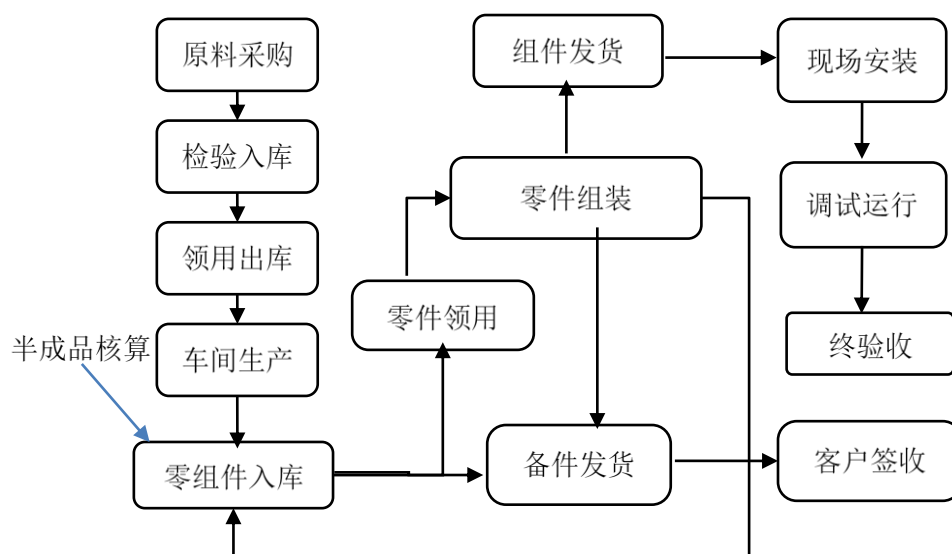 原料采购
检验入库
领用出库
车间生产
半成品核算
零组件入库
零件领用
零件组装
组件发货
备件发货
现场安装
调试运行
终验收
客户签收